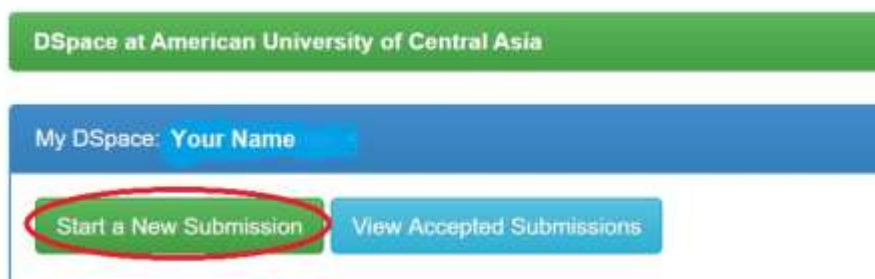 DSpace at American University of Central Asia
My DSpace: Your Name
Start a New Submission View Accepted Submissions